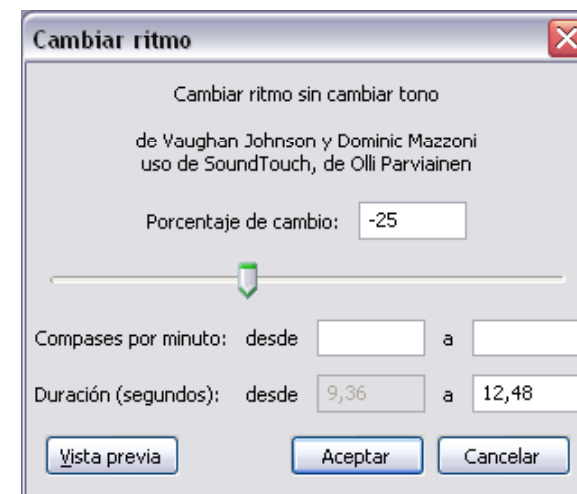 Cambiar ritmo
Cambiar ritmo sin cambiar tono
de Vaughan Johnson y Dominic Mazzoni
uso de SoundTouch, de Olli Parviainen
Porcentaje de cambio: -25
Compases por minuto: desde a
Duración (segundos): desde 9,36 a 12,48
Vista previa Aceptar Cancelar